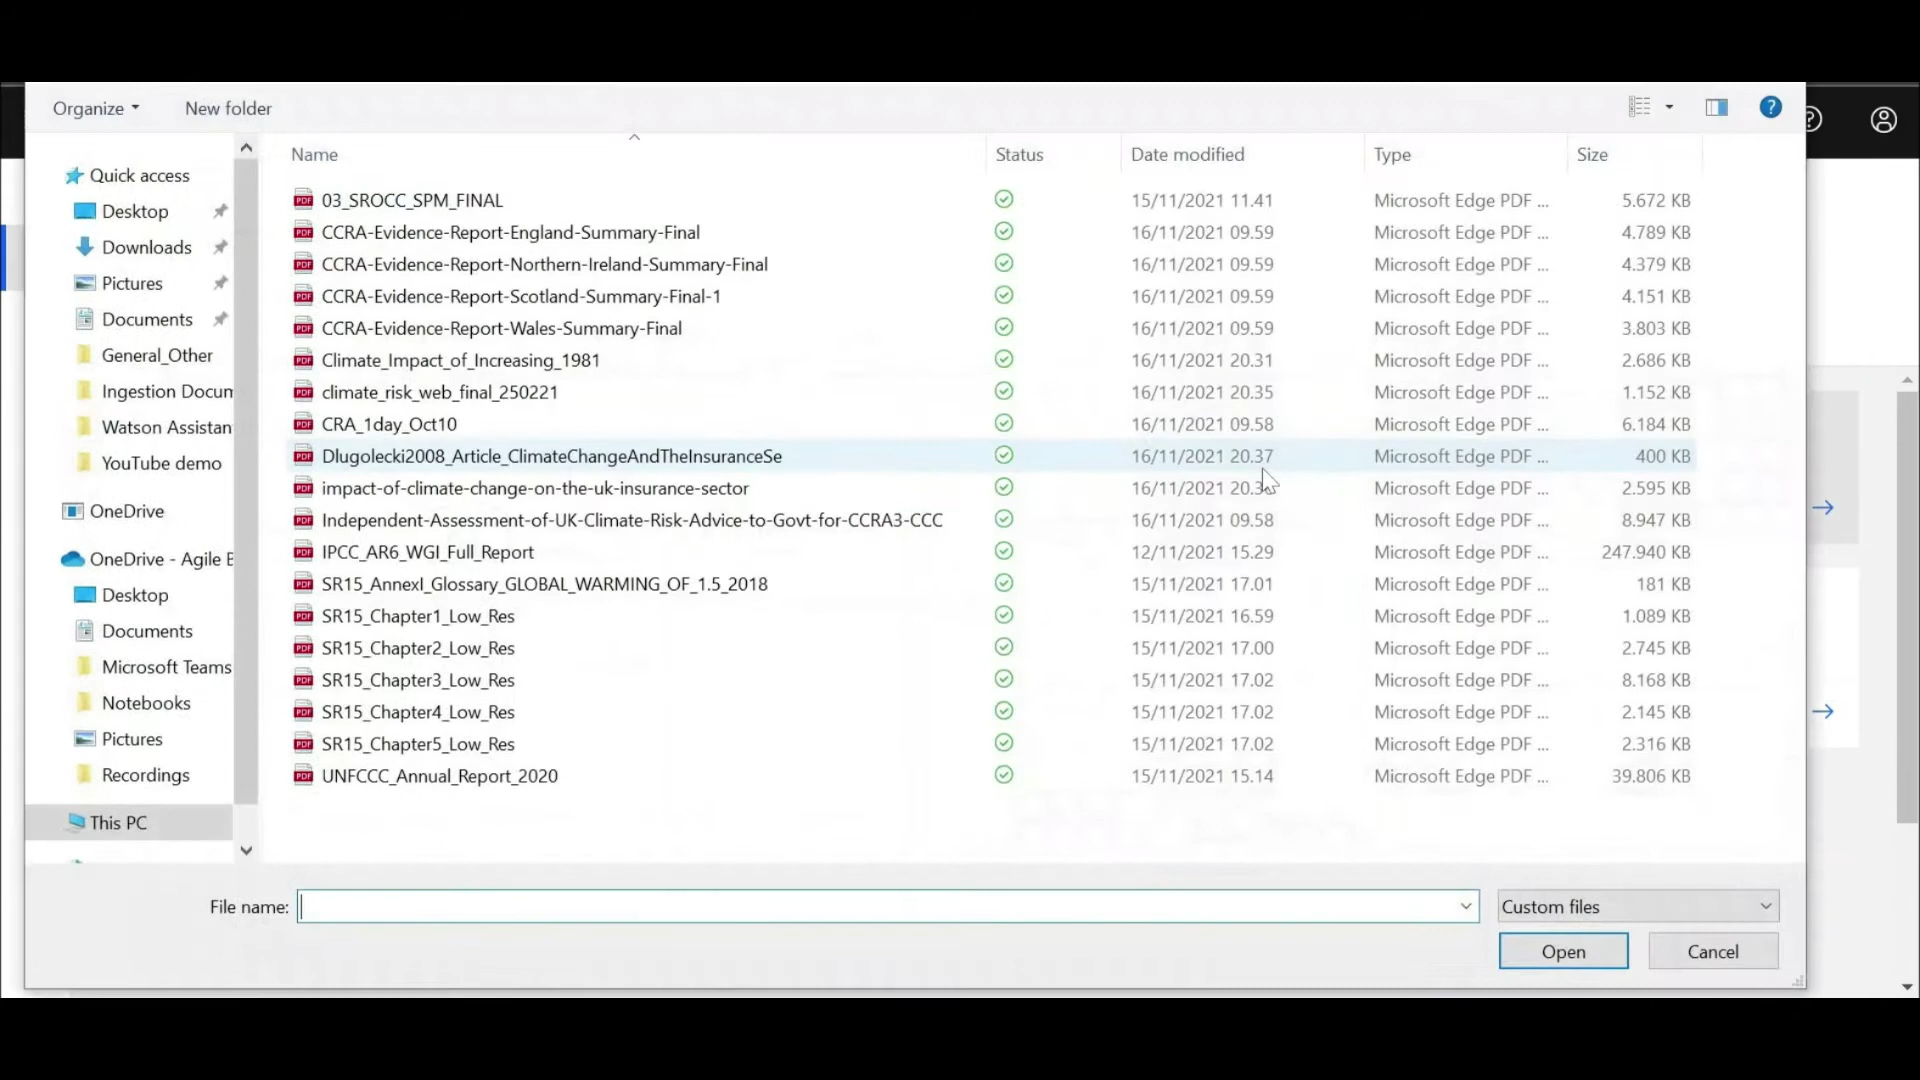 Organize New folder
Name Status Date modified Type Size
Quick access
Desktop
Downloads
Pictures
Documents
General_Other
Ingestion Docum
Watson Assistan
YouTube demo
OneDrive
OneDrive - Agile B
Desktop
Documents
Microsoft Teams
Notebooks
Pictures
Recordings
This PC
03_SROCC_SPM_FINAL 15/11/2021 11.41 Microsoft Edge PDF ... 5.672 KB
CCRA-Evidence-Report-England-Summary-Final 16/11/2021 09.59 Microsoft Edge PDF ... 4.789 KB
CCRA-Evidence-Report-Northern-Ireland-Summary-Final 16/11/2021 09.59 Microsoft Edge PDF ... 4.379 KB
CCRA-Evidence-Report-Scotland-Summary-Final-1 16/11/2021 09.59 Microsoft Edge PDF ... 4.151 KB
CCRA-Evidence-Report-Wales-Summary-Final 16/11/2021 09.59 Microsoft Edge PDF ... 3.803 KB
Climate_Impact_of_Increasing_1981 16/11/2021 20.31 Microsoft Edge PDF ... 2.686 KB
climate_risk_web_final_250221 16/11/2021 20.35 Microsoft Edge PDF ... 1.152 KB
CRA_1day_Oct10 16/11/2021 09.58 Microsoft Edge PDF ... 6.184 KB
Dlugolecki2008_Article_ClimateChangeAndTheInsuranceSe 16/11/2021 20.37 Microsoft Edge PDF ... 400 KB
impact-of-climate-change-on-the-uk-insurance-sector 16/11/2021 Microsoft Edge PDF ... 2.595 KB
Independent-Assessment-of-UK-Climate-Risk-Advice-to-Govt-for-CCRA3-CCC 16/11/2021 09.58 Microsoft Edge PDF ... 8.947 KB
IPCC_AR6_WGI_Full_Report 12/11/2021 15.29 Microsoft Edge PDF ... 247.940 KB
SR15_AnnexI_Glossary_GLOBAL_WARMING_OF_1.5_2018 15/11/2021 17.01 Microsoft Edge PDF ... 181 KB
SR15_Chapter1_Low_Res 15/11/2021 16.59 Microsoft Edge PDF ... 1.089 KB
SR15_Chapter2_Low_Res 15/11/2021 17.00 Microsoft Edge PDF ... 2.745 KB
SR15_Chapter3_Low_Res 15/11/2021 17.02 Microsoft Edge PDF ... 8.168 KB
SR15_Chapter4_Low_Res 15/11/2021 17.02 Microsoft Edge PDF ... 2.145 KB
SR15_Chapter5_Low_Res 15/11/2021 17.02 Microsoft Edge PDF ... 2.316 KB
UNFCCC_Annual_Report_2020 15/11/2021 15.14 Microsoft Edge PDF ... 39.806 KB
File name: Custom files
Open Cancel